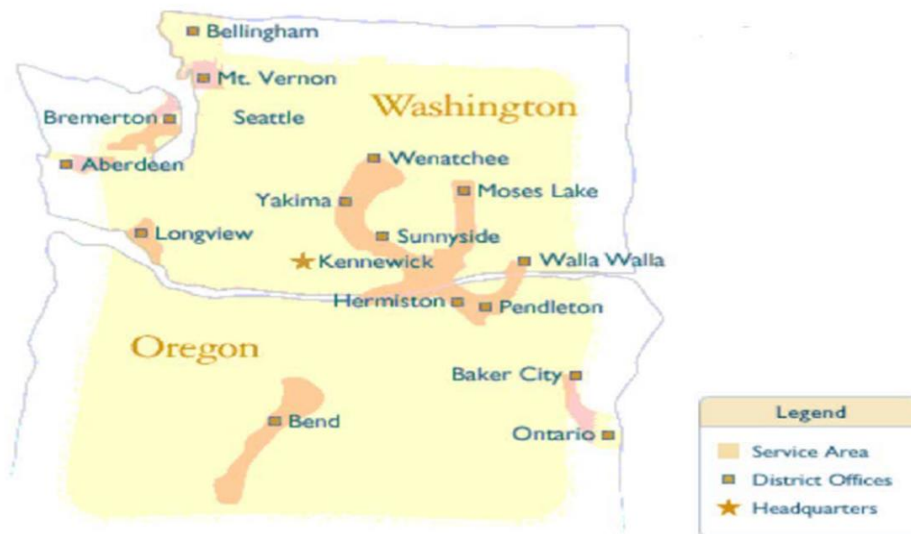 Bellingham
Mt. Vernon
Washington
Bremerton
Seattle
Aberdeen
Wenatchee
Moses Lake
Yakima
Longview
Sunnyside
Kennewick
Walla Walla
Hermiston
Pendleton
Oregon
Baker City
Bend
Ontario
Legend
Service Area
District Offices
Headquarters